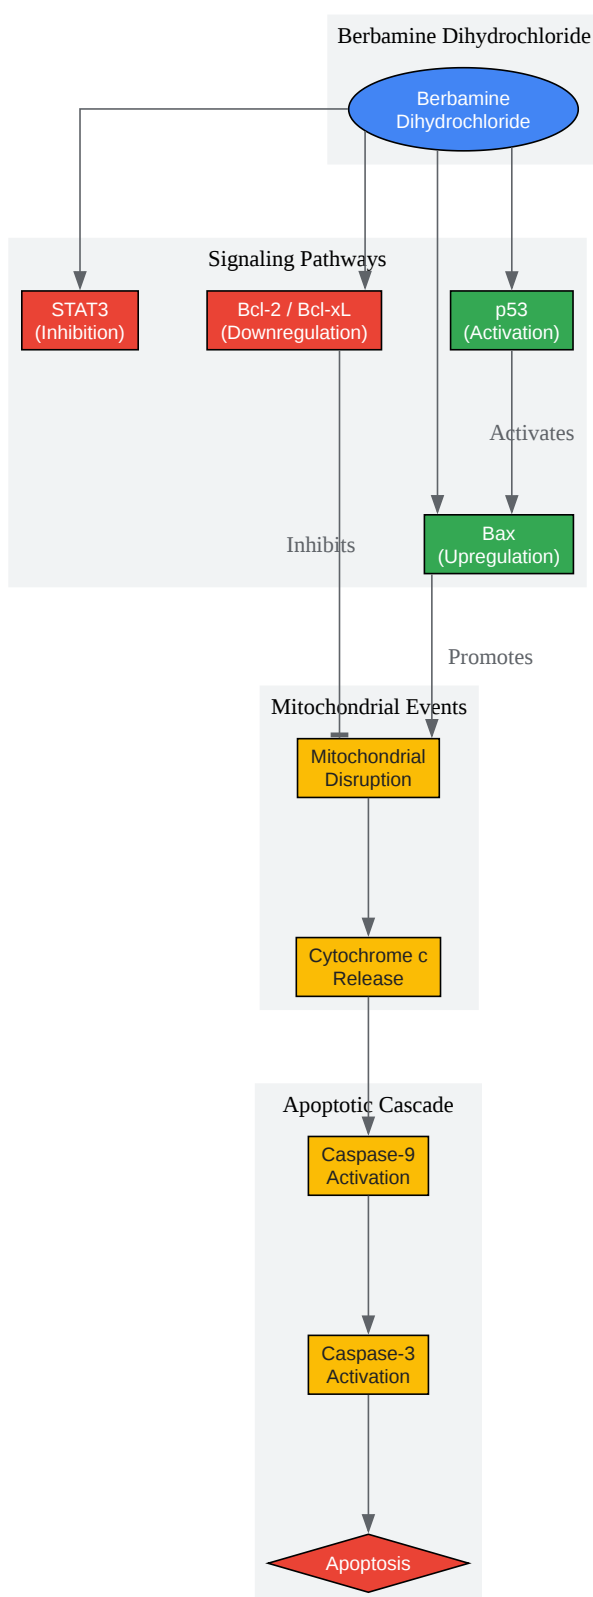 Berbamine Dihydrochloride
Berbamine
Dihydrochloride
Signaling Pathways
STAT3
(Inhibition)
Bcl-2 / Bcl-xL
(Downregulation)
p53
(Activation)
Activates
Bax
(Upregulation)
Inhibits
Promotes
Mitochondrial Events
Mitochondrial
Disruption
Cytochrome c
Release
Apoptotic Cascade
Caspase-9
Activation
Caspase-3
Activation
Apoptosis